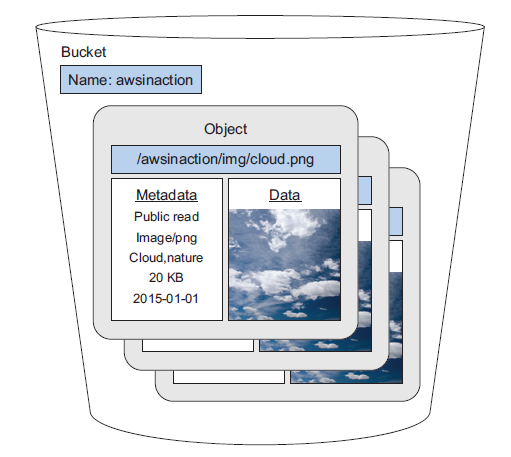 Bucket
Name: awsinaction
Object
/awsinaction/img/cloud.png
Metadata
Public read
Image/png
Cloud,nature
20 KB
2015-01-01
Data